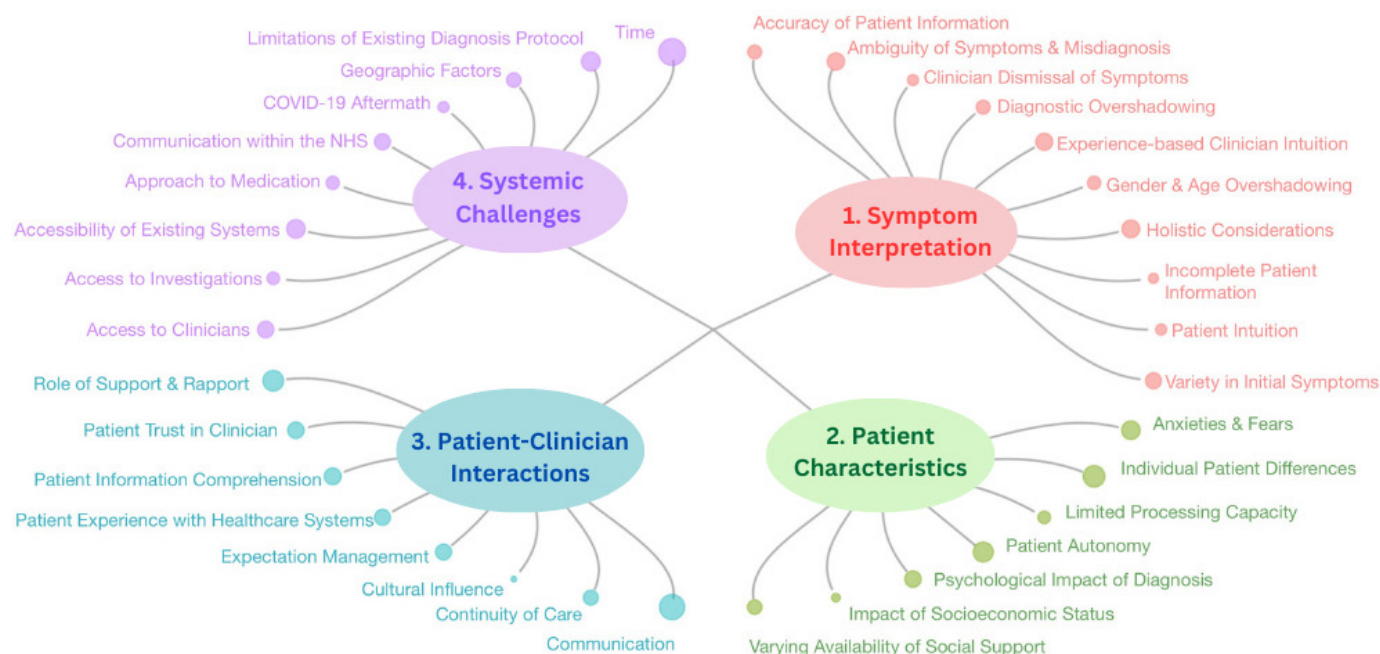 Time
Limitations of Existing Diagnosis Protocol
Geographic Factors
COVID-19 Aftermath
Communication within the NHS
Approach to Medication
Accessibility of Existing Systems
Access to Investigations
Access to Clinicians
4. Systemic
Challenges
Accuracy of Patient Information
Ambiguity of Symptoms & Misdiagnosis
Clinician Dismissal of Symptoms
Diagnostic Overshadowing
Experience-based Clinician Intuition
Gender & Age Overshadowing
Holistic Considerations
Incomplete Patient
Information
Patient Intuition
Variety in Initial Symptoms
1. Symptom
Interpretation
Role of Support & Rapport
Patient Trust in Clinician
Patient Information Comprehension
Patient Experience with Healthcare Systems
Expectation Management
Cultural Influence
Continuity of Care
Communication
3. Patient-Clinician
Interactions
Anxieties & Fears
Individual Patient Differences
Limited Processing Capacity
Patient Autonomy
Psychological Impact of Diagnosis
Impact of Socioeconomic Status
Varying Availability of Social Support
2. Patient
Characteristics